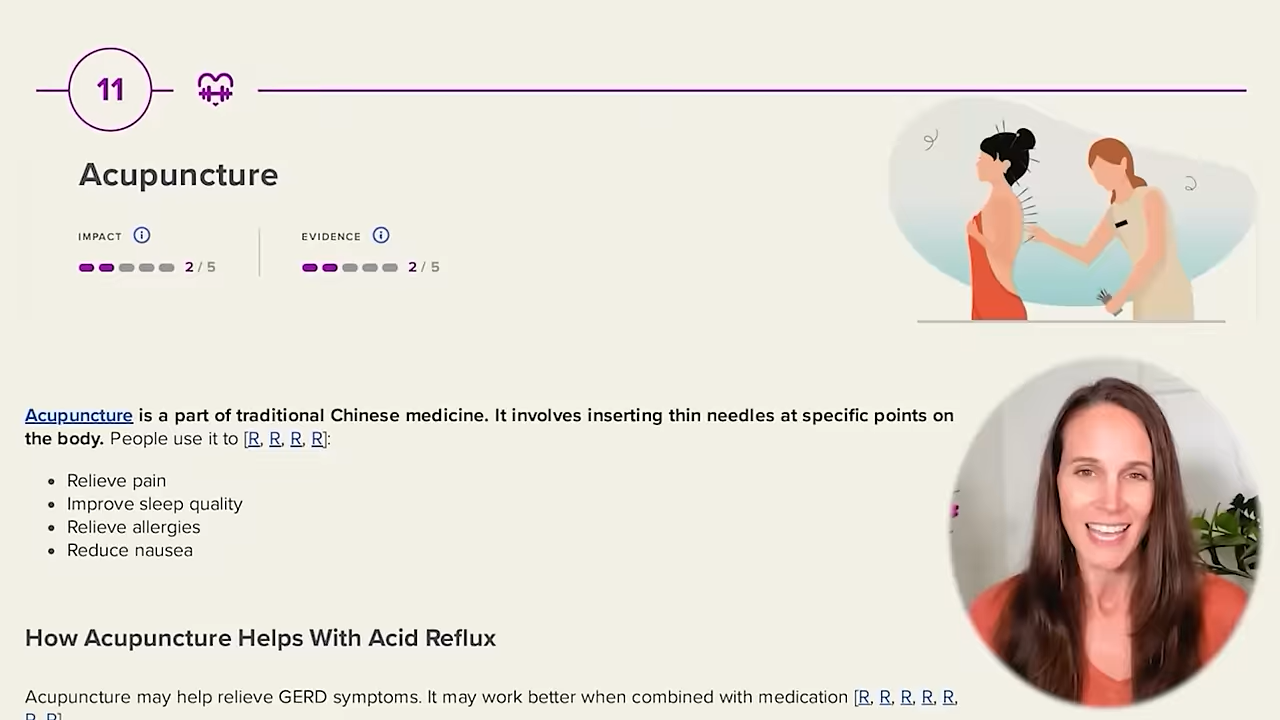 11
Acupuncture
IMPACT
EVIDENCE
2 / 5
2 / 5
Acupuncture is a part of traditional Chinese medicine. It involves inserting thin needles at specific points on
the body. People use it to [R, R, R, R]:
• Relieve pain
• Improve sleep quality
• Relieve allergies
• Reduce nausea
How Acupuncture Helps With Acid Reflux
Acupuncture may help relieve GERD symptoms. It may work better when combined with medication [R, R, R, R, R,
R, R]